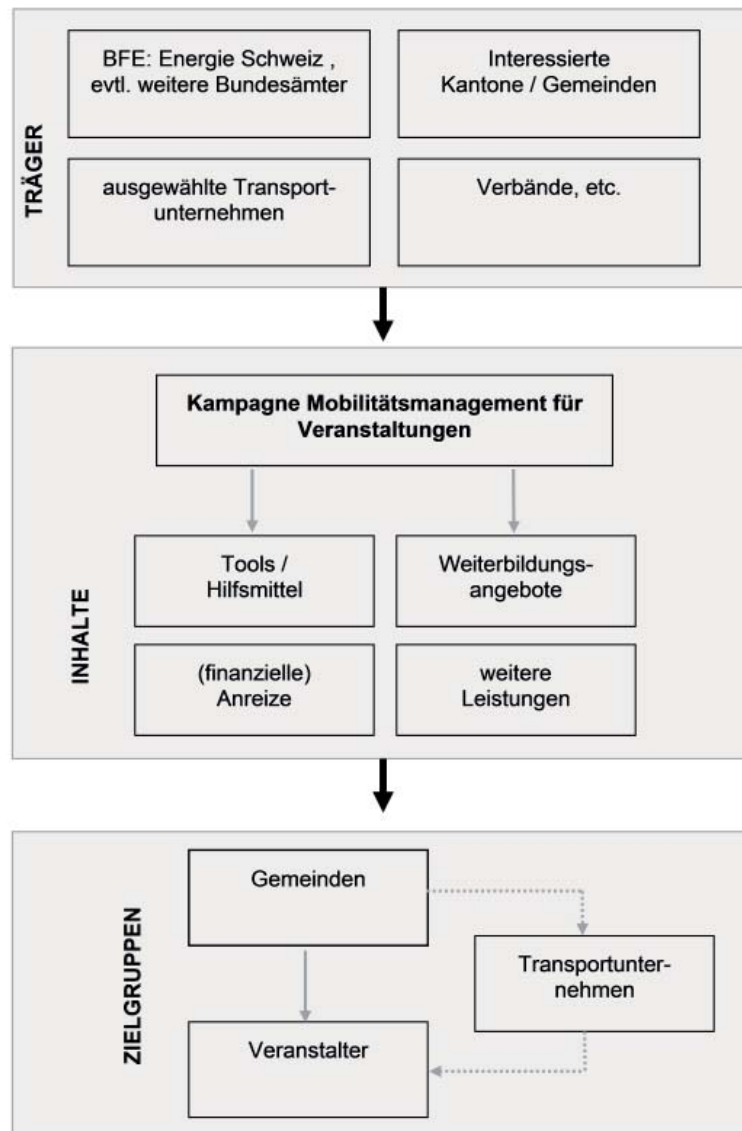 TRÄGER
BFE: Energie Schweiz ,
evtl. weitere Bundesämter
Interessierte
Kantone / Gemeinden
ausgewählte Transport-
unternehmen
Verbände, etc.
INHALTE
Kampagne Mobilitätsmanagement für
Veranstaltungen
Tools /
Hilfsmittel
Weiterbildungs-
angebote
(finanzielle)
Anreize
weitere
Leistungen
ZIELGRUPPEN
Gemeinden
Transportunter-
nehmen
Veranstalter